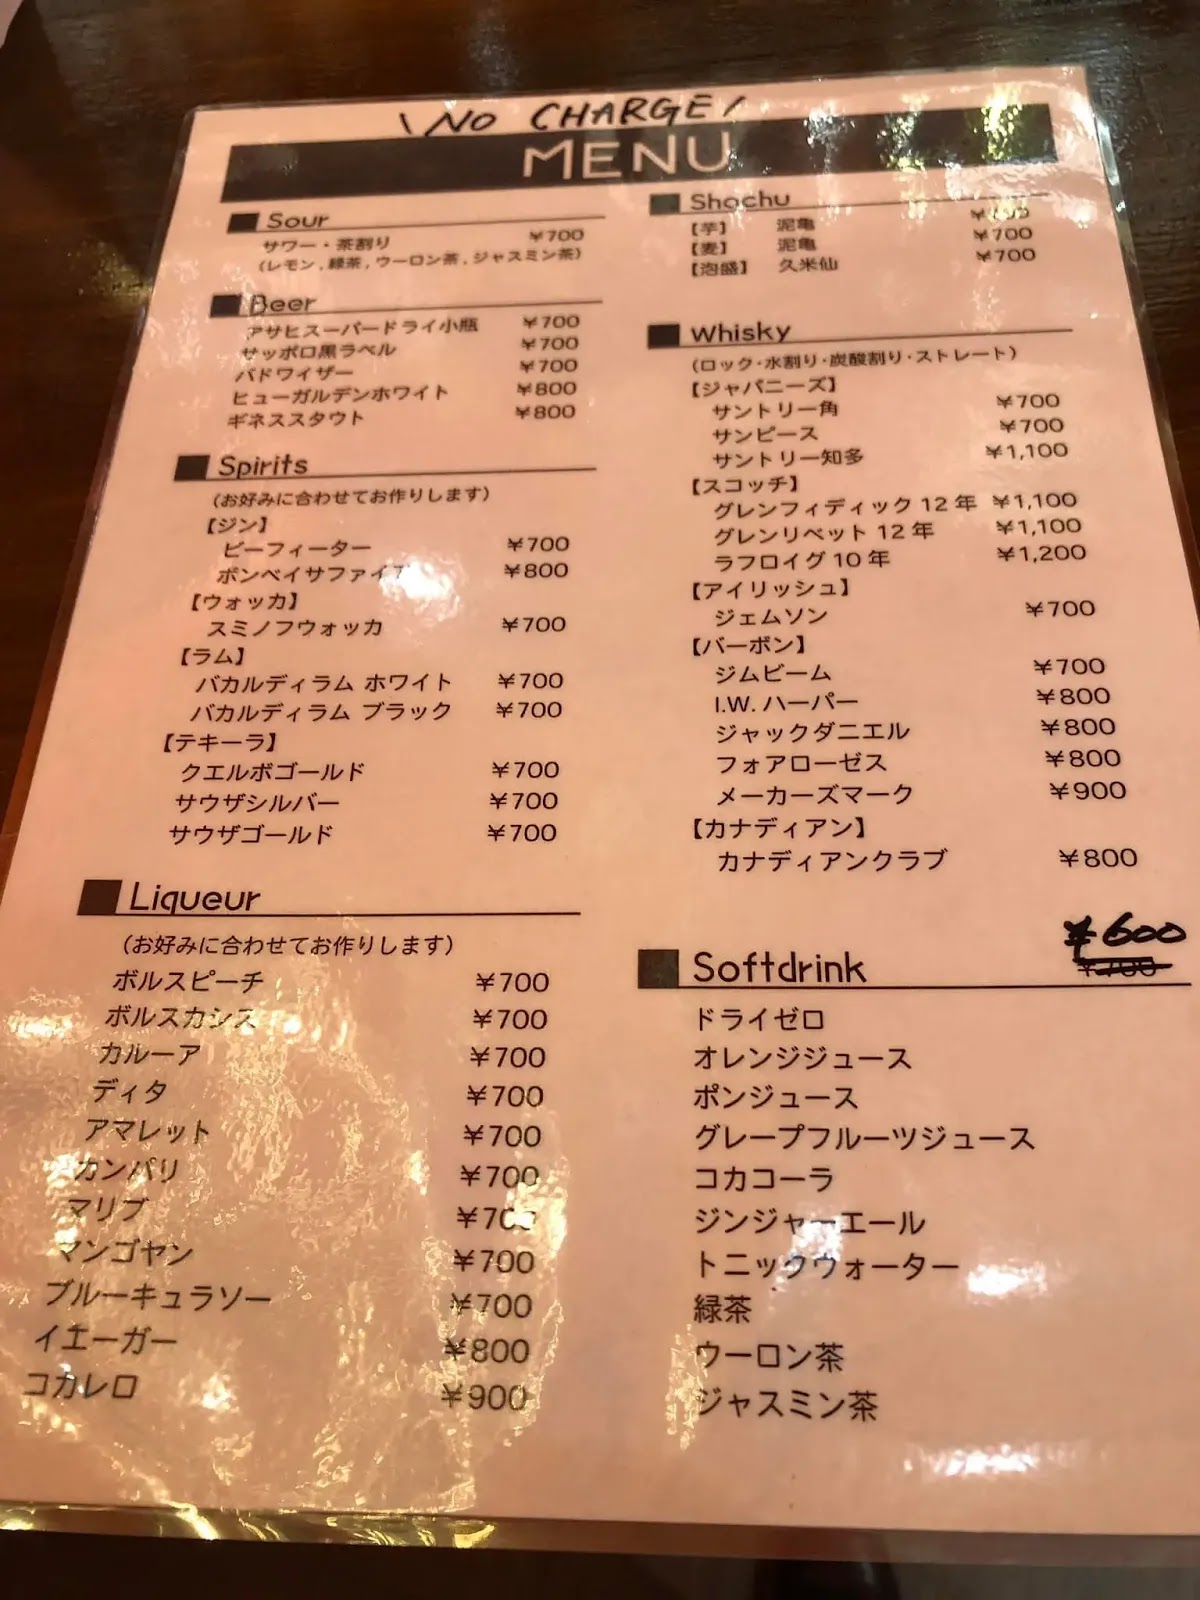 \ NO CHARGE /
MENU
Sour
サワー・茶割り ¥700
(レモン,緑茶,ウーロン茶,ジャスミン茶)
Beer
アサヒスーパードライ小瓶 ¥700
サッポロ黒ラベル ¥700
バドワイザー ¥700
ヒューガルデンホワイト ¥800
ギネススタウト ¥800
Spirits
(お好みに合わせてお作りします)
【ジン】
ビーフィーター ¥700
ボンベイサファイア ¥800
【ウォッカ】
スミノフウォッカ ¥700
【ラム】
バカルディラム ホワイト ¥700
バカルディラム ブラック ¥700
【テキーラ】
クエルボゴールド ¥700
サウザシルバー ¥700
サウザゴールド ¥700
Liqueur
(お好みに合わせてお作りします)
ボルスピーチ ¥700
ボルスカシス ¥700
カルーア ¥700
ディタ ¥700
アマレット ¥700
カンパリ ¥700
マリブ ¥700
マンゴヤン ¥700
ブルーキュラソー ¥700
イエーガー ¥800
コカレロ ¥900
Shochu
【芋】 泥亀 ¥700
【麦】 泥亀 ¥700
【泡盛】 久米仙 ¥700
Whisky
(ロック・水割り・炭酸割り・ストレート)
【ジャパニーズ】
サントリー角 ¥700
サンピース ¥700
サントリー知多 ¥1,100
【スコッチ】
グレンフィディック 12 年 ¥1,100
グレンリベット 12 年 ¥1,100
ラフロイグ 10 年 ¥1,200
【アイリッシュ】
ジェムソン ¥700
【バーボン】
ジムビーム ¥700
I.W. ハーパー ¥800
ジャックダニエル ¥800
フォアローゼス ¥800
メーカーズマーク ¥900
【カナディアン】
カナディアンクラブ ¥800
¥600
Softdrink ¥700
ドライゼロ
オレンジジュース
ポンジュース
グレープフルーツジュース
コカコーラ
ジンジャーエール
トニックウォーター
緑茶
ウーロン茶
ジャスミン茶